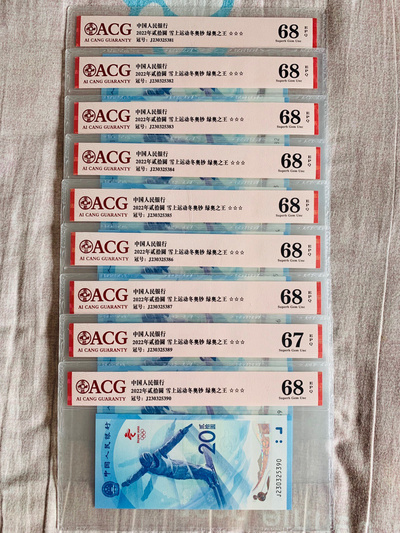 ACG
AI CANG GUARANTY
中国人民银行
2022年贰拾圆 雪上运动冬奥钞 绿奥之王 ☆☆☆
冠号: J230325381
68 EPQ
Superb Gem Unc
ACG
AI CANG GUARANTY
中国人民银行
2022年贰拾圆 雪上运动冬奥钞 绿奥之王 ☆☆☆
冠号: J230325382
68 EPQ
Superb Gem Unc
ACG
AI CANG GUARANTY
中国人民银行
2022年贰拾圆 雪上运动冬奥钞 绿奥之王 ☆☆☆
冠号: J230325383
68 EPQ
Superb Gem Unc
ACG
AI CANG GUARANTY
中国人民银行
2022年贰拾圆 雪上运动冬奥钞 绿奥之王 ☆☆☆
冠号: J230325384
68 EPQ
Superb Gem Unc
ACG
AI CANG GUARANTY
中国人民银行
2022年贰拾圆 雪上运动冬奥钞 绿奥之王 ☆☆☆
冠号: J230325385
68 EPQ
Superb Gem Unc
ACG
AI CANG GUARANTY
中国人民银行
2022年贰拾圆 雪上运动冬奥钞 绿奥之王 ☆☆☆
冠号: J230325386
68 EPQ
Superb Gem Unc
ACG
AI CANG GUARANTY
中国人民银行
2022年贰拾圆 雪上运动冬奥钞 绿奥之王 ☆☆☆
冠号: J230325387
68 EPQ
Superb Gem Unc
ACG
AI CANG GUARANTY
中国人民银行
2022年贰拾圆 雪上运动冬奥钞 绿奥之王 ☆☆☆
冠号: J230325389
67 EPQ
Superb Gem Unc
ACG
AI CANG GUARANTY
中国人民银行
2022年贰拾圆 雪上运动冬奥钞 绿奥之王 ☆☆☆
冠号: J230325390
68 EPQ
Superb Gem Unc
中国人民银行
20
贰拾圆
J230325390